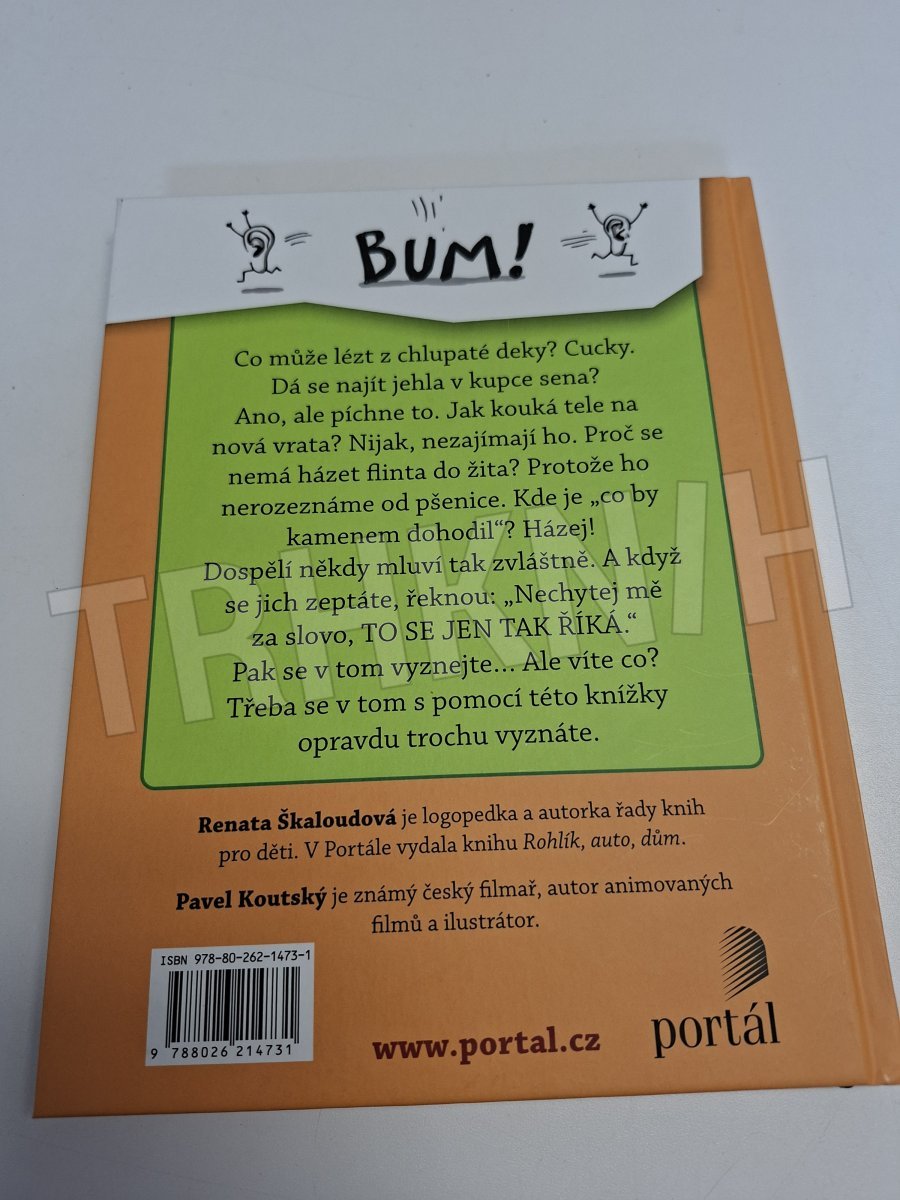 BUM!
Co může lézt z chlupaté deky? Cucky.
Dá se najít jehla v kupce sena?
Ano, ale píchne to. Jak kouká tele na
nová vrata? Nijak, nezajímají ho. Proč se
nemá házet flinta do žita? Protože ho
nerozeznáme od pšenice. Kde je „co by
kamenem dohodil“? Házej!
Dospělí někdy mluví tak zvláštně. A když
se jich zeptáte, řeknou: „Nechytej mě
za slovo, TO SE JEN TAK ŘÍKÁ.“
Pak se v tom vyznejte... Ale víte co?
Třeba se v tom s pomocí této knížky
opravdu trochu vyznáte.
TRHKNIH
Renata Škaloudová je logopedka a autorka řady knih
pro děti. V Portále vydala knihu Rohlík, auto, dům.
Pavel Koutský je známý český filmař, autor animovaných
filmů a ilustrátor.
ISBN 978-80-262-1473-1
9 788026 214731
www.portal.cz
portál